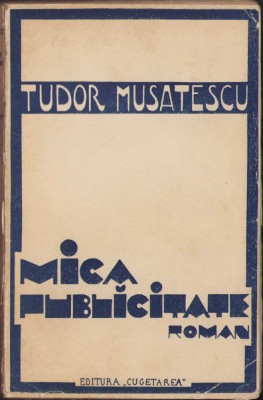 TUDOR MUSATESCU
MICA
PUBLICITATE
ROMAN
EDITURA „CUGETAREA"